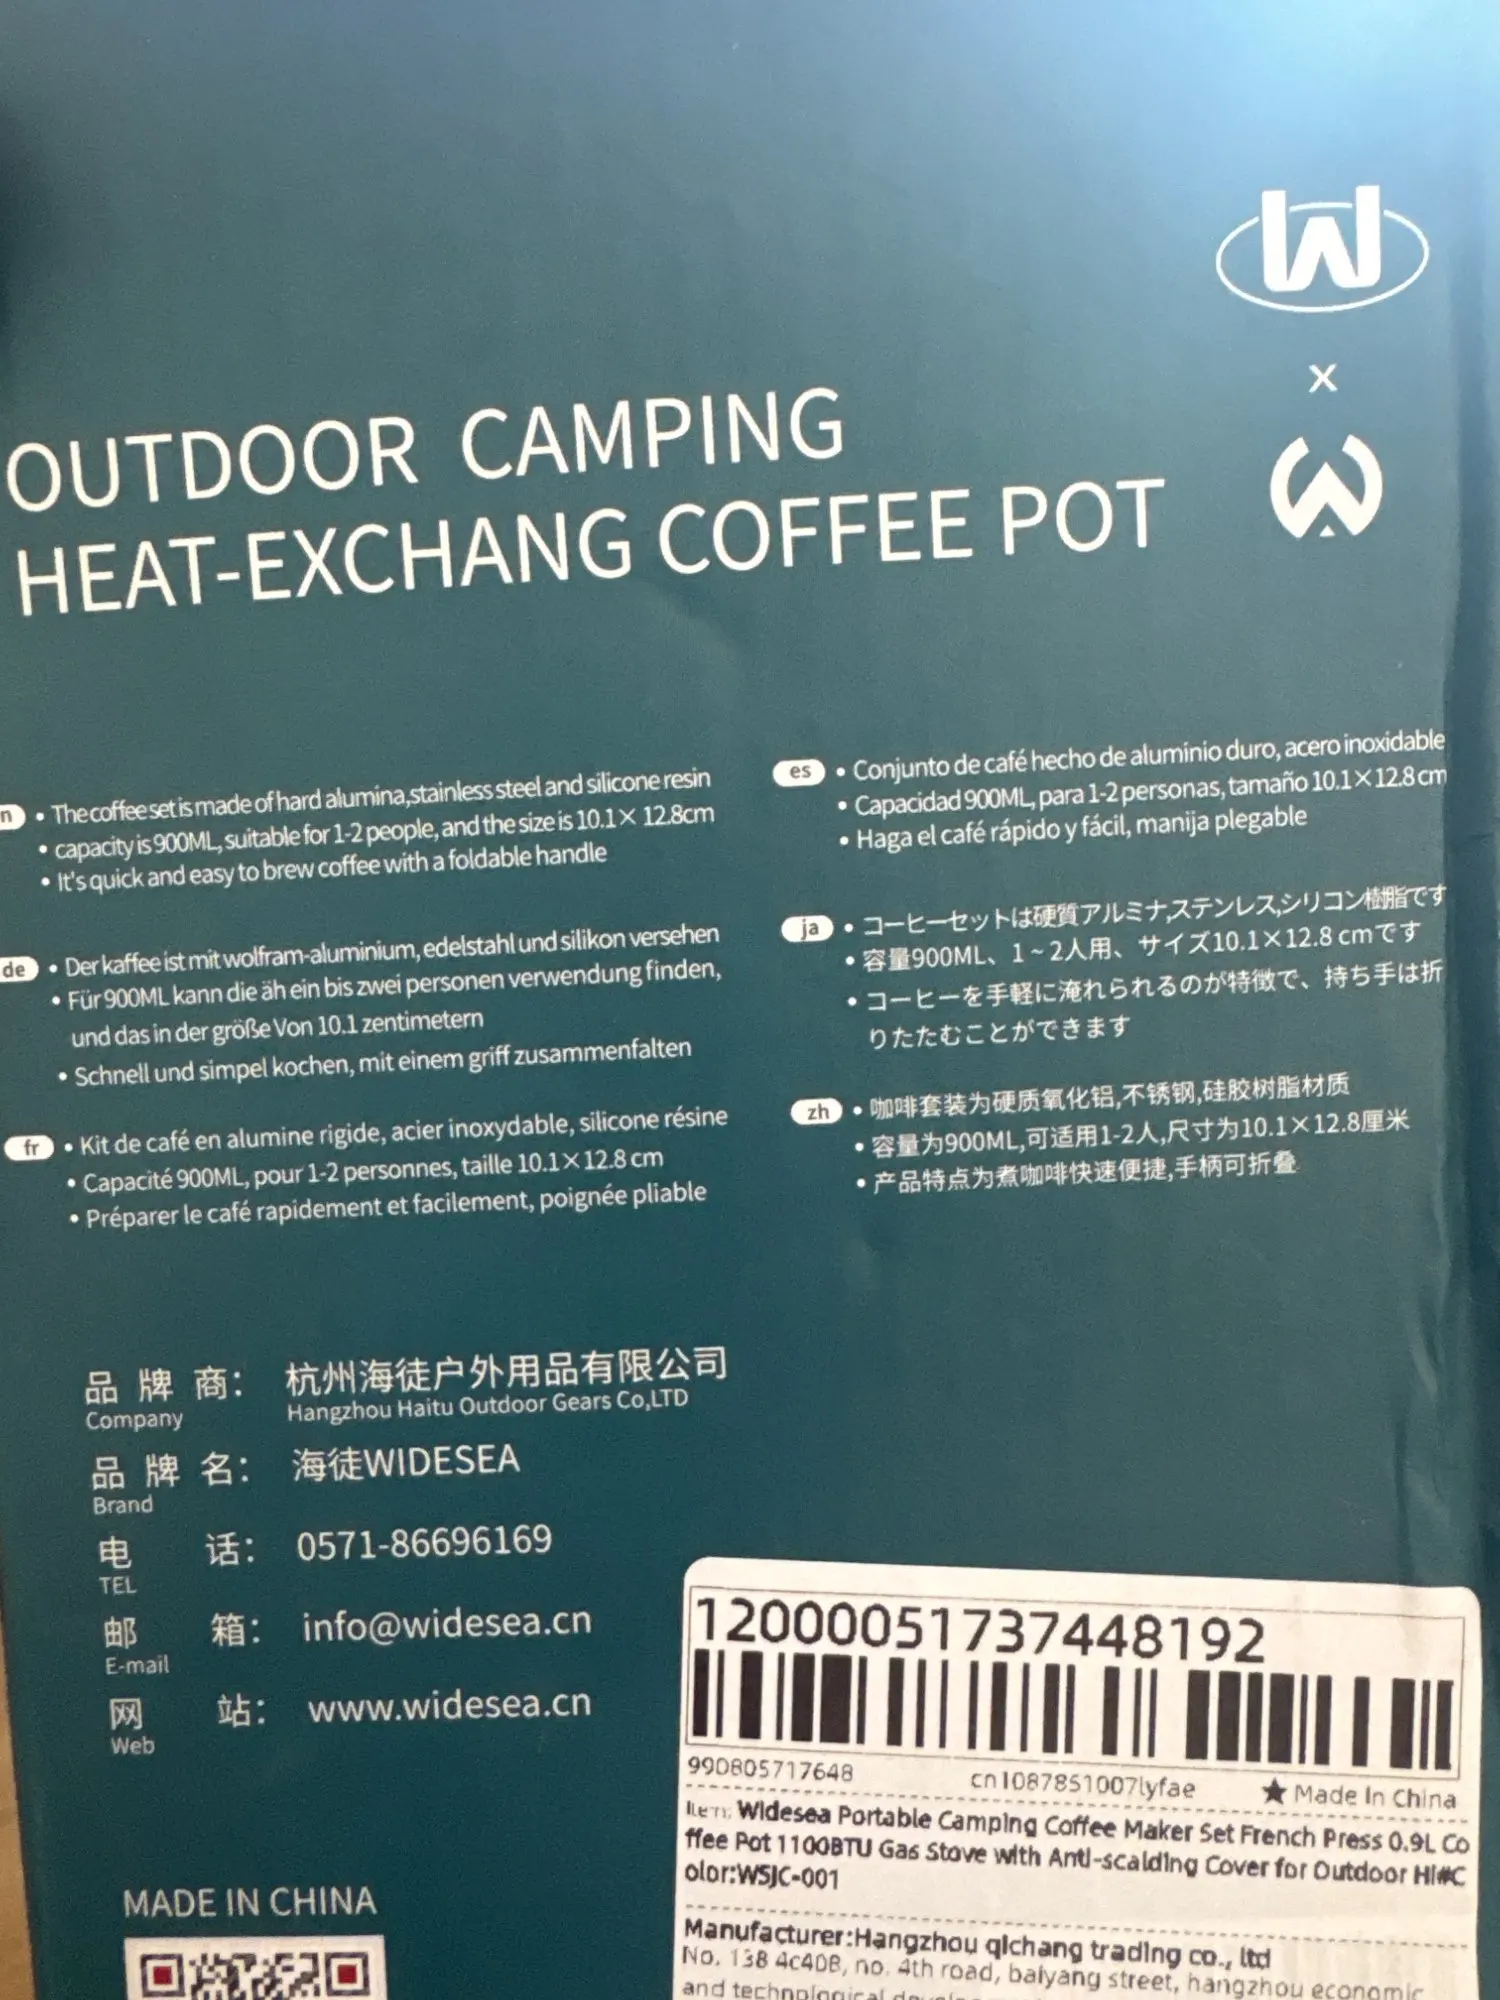 W
×
OUTDOOR CAMPING
HEAT-EXCHANG COFFEE POT
n • The coffee set is made of hard alumina,stainless steel and silicone resin
• capacity is 900ML, suitable for 1-2 people, and the size is 10.1× 12.8cm
• It's quick and easy to brew coffee with a foldable handle
de • Der kaffee ist mit wolfram-aluminium, edelstahl und silikon versehen
• Für 900ML kann die äh ein bis zwei personen verwendung finden,
und das in der größe Von 10.1 zentimetern
• Schnell und simpel kochen, mit einem griff zusammenfalten
fr • Kit de café en alumine rigide, acier inoxydable, silicone résine
• Capacité 900ML, pour 1-2 personnes, taille 10.1×12.8 cm
• Préparer le café rapidement et facilement, poignée pliable
es • Conjunto de café hecho de aluminio duro, acero inoxidable
• Capacidad 900ML, para 1-2 personas, tamaño 10.1×12.8 cm
• Haga el café rápido y fácil, manija plegable
ja • コーヒーセットは硬質アルミナ,ステンレス,シリコン樹脂です
• 容量900ML、1~2人用、サイズ10.1×12.8 cmです
• コーヒーを手軽に淹れられるのが特徴で、持ち手は折
りたたむことができます
zh • 咖啡套装为硬质氧化铝,不锈钢,硅胶树脂材质
• 容量为900ML,可适用1-2人,尺寸为10.1×12.8厘米
• 产品特点为煮咖啡快速便捷,手柄可折叠
品牌商： 杭州海徒户外用品有限公司
Company Hangzhou Haitu Outdoor Gears Co,LTD
品牌名： 海徒WIDESEA
Brand
电话： 0571-86696169
TEL
邮箱： info@widesea.cn
E-mail
网站： www.widesea.cn
Web
MADE IN CHINA
12000051737448192
990805717648 cn1087851007lyfae ★ Made In China
Item: Widesea Portable Camping Coffee Maker Set French Press 0.9L Co
ffee Pot 1100BTU Gas Stove with Anti-scalding Cover for Outdoor Hi#C
olor:WSJC-001
Manufacturer:Hangzhou qichang trading co., ltd
No. 138 4c40B, no. 4th road, baiyang street, hangzhou economic
and technological